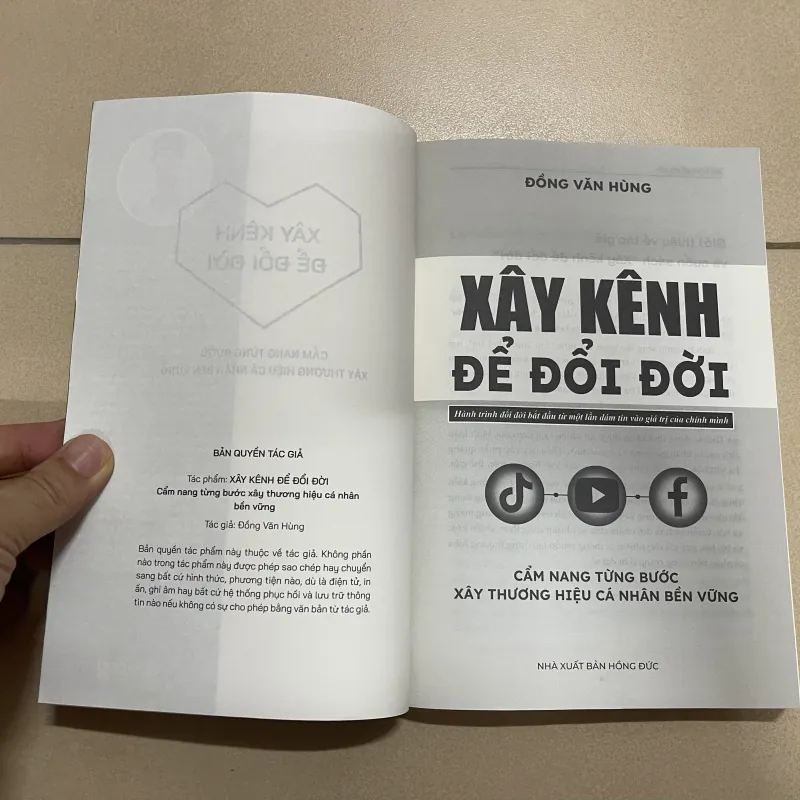 BẢN QUYỀN TÁC GIẢ
Tác phẩm: XÂY KÊNH ĐỂ ĐỔI ĐỜI
Cẩm nang từng bước xây thương hiệu cá nhân
bền vững
Tác giả: Đồng Văn Hùng
Bản quyền tác phẩm này thuộc về tác giả. Không phần
nào trong tác phẩm này được phép sao chép hay chuyển
sang bất cứ hình thức, phương tiện nào, dù là điện tử, in
ấn, ghi âm hay bất cứ hệ thống phục hồi và lưu trữ thông
tin nào nếu không có sự cho phép bằng văn bản từ tác giả.
ĐỒNG VĂN HÙNG
XÂY KÊNH
ĐỂ ĐỔI ĐỜI
Hành trình đổi đời bắt đầu từ một lần dám tin vào giá trị của chính mình
CẨM NANG TỪNG BƯỚC
XÂY THƯƠNG HIỆU CÁ NHÂN BỀN VỮNG
NHÀ XUẤT BẢN HỒNG ĐỨC